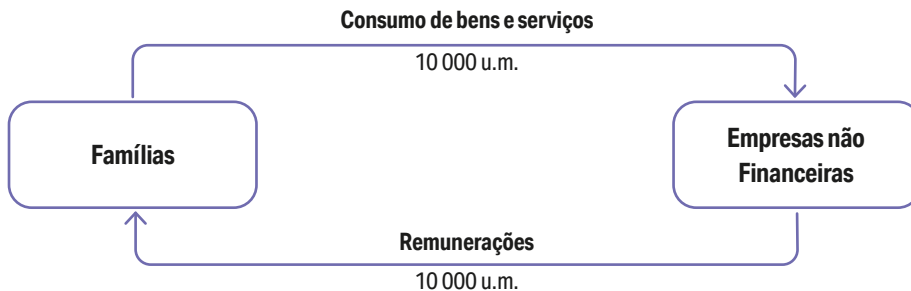 Consumo de bens e serviços
10 000 u.m.
Famílias
Empresas não
Financeiras
Remunerações
10 000 u.m.